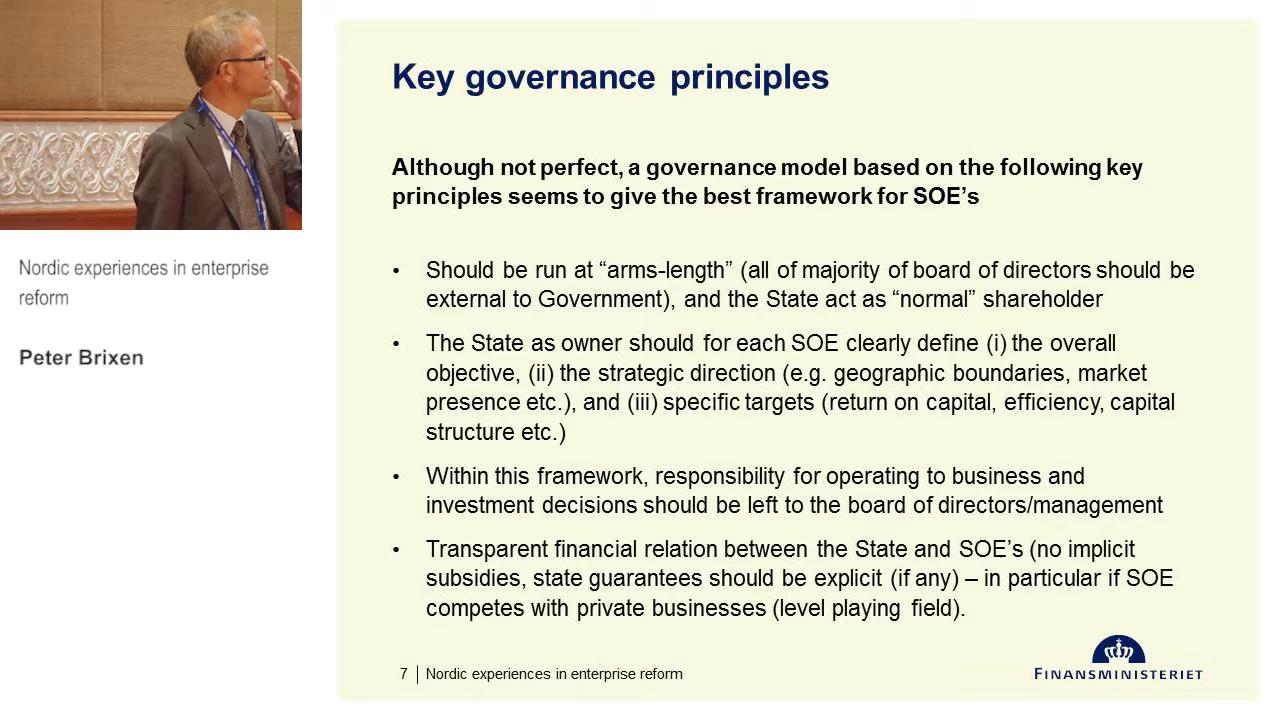 Key governance principles
Although not perfect, a governance model based on the following key
principles seems to give the best framework for SOE’s
• Should be run at “arms-length” (all of majority of board of directors should be
external to Government), and the State act as “normal” shareholder
• The State as owner should for each SOE clearly define (i) the overall
objective, (ii) the strategic direction (e.g. geographic boundaries, market
presence etc.), and (iii) specific targets (return on capital, efficiency, capital
structure etc.)
• Within this framework, responsibility for operating to business and
investment decisions should be left to the board of directors/management
• Transparent financial relation between the State and SOE’s (no implicit
subsidies, state guarantees should be explicit (if any) – in particular if SOE
competes with private businesses (level playing field).
7 | Nordic experiences in enterprise reform
FINANSMINISTERIET
Nordic experiences in enterprise
reform
Peter Brixen